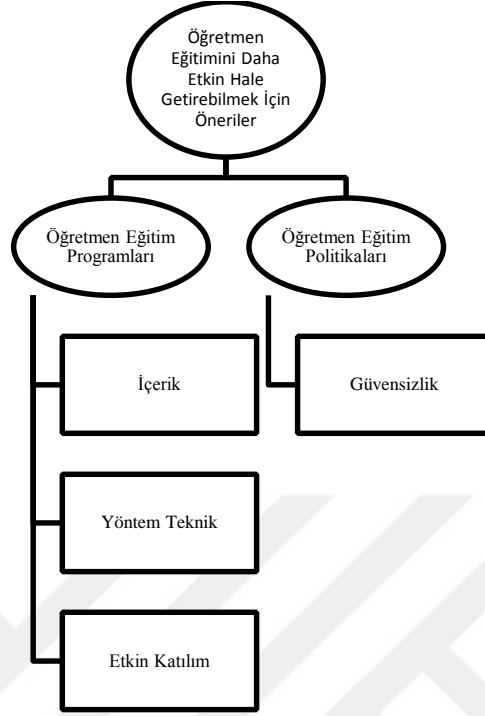 Öğretmen
Eğitimini Daha
Etkin Hale
Getirebilmek İçin
Öneriler
Öğretmen Eğitim
Programları
Öğretmen Eğitim
Politikaları
İçerik
Güvensizlik
Yöntem Teknik
Etkin Katılım